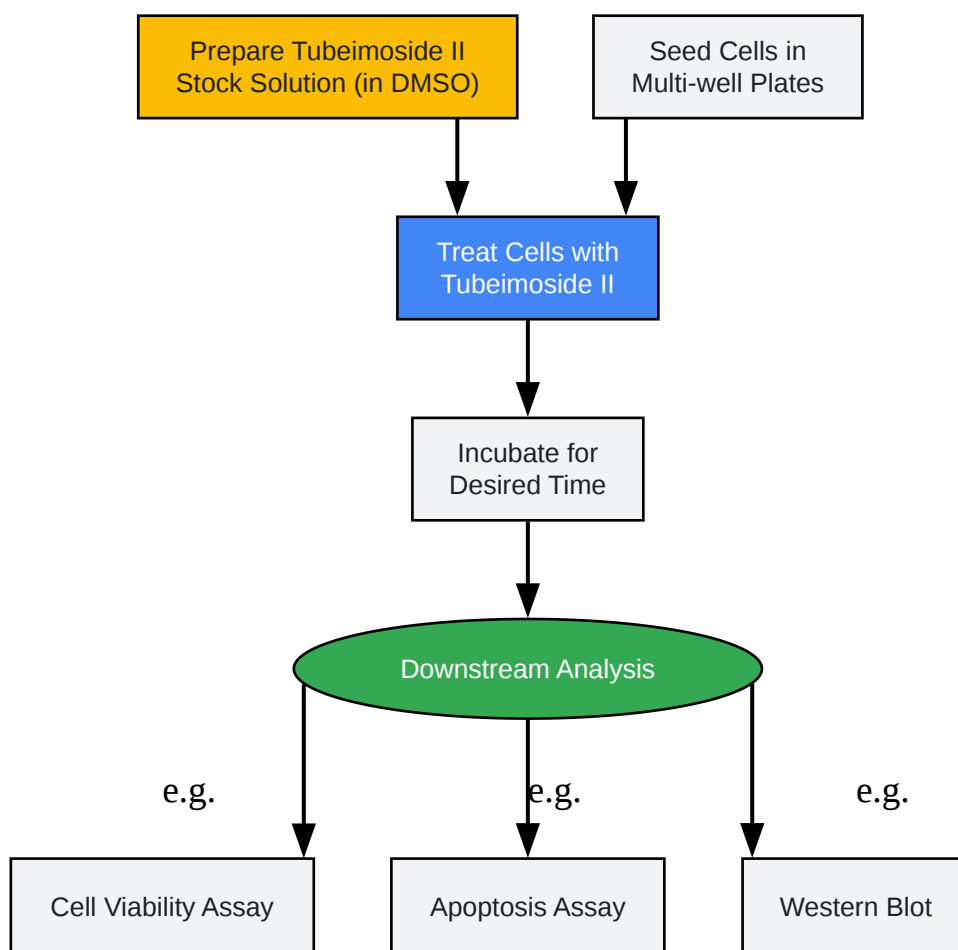 Prepare Tubeimoside II
Stock Solution (in DMSO)
Seed Cells in
Multi-well Plates
Treat Cells with
Tubeimoside II
Incubate for
Desired Time
Downstream Analysis
e.g.
e.g.
e.g.
Cell Viability Assay
Apoptosis Assay
Western Blot